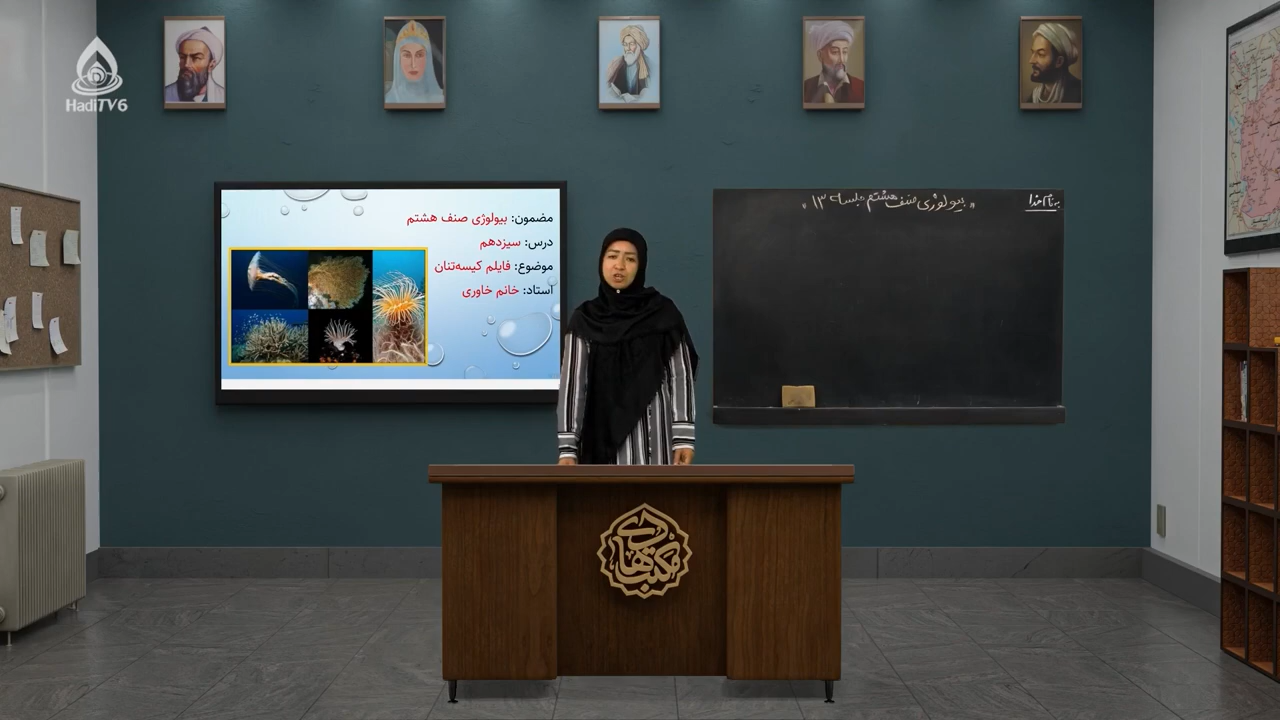 HadiTV6
مضمون: بیولوژی صنف هشتم
درس: سیزدهم
موضوع: فایلم کیسه‌تنان
استاد: خانم خاوری
بنام خدا
"بیولوژی صنف هشتم جلسه ۱۳"
مکتب هادی